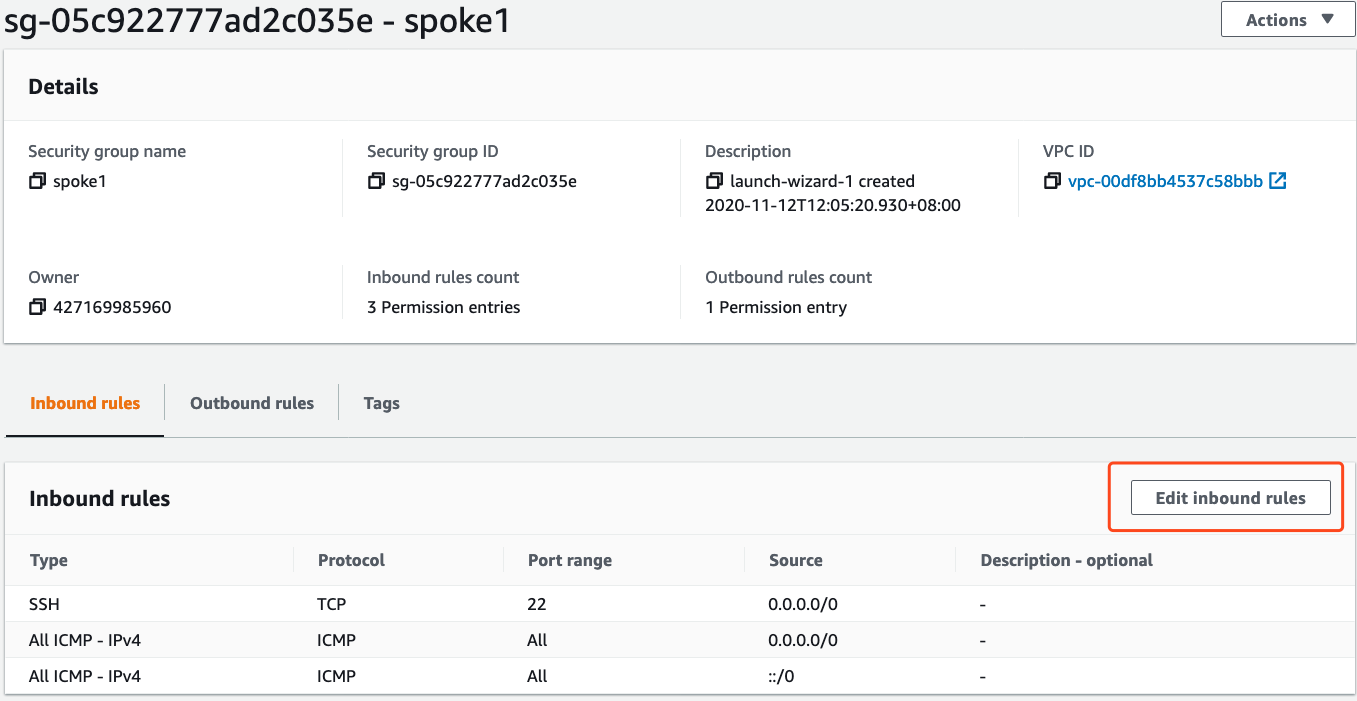 sg-05c922777ad2c035e - spoke1
Actions
Details
Security group name
spoke1
Security group ID
sg-05c922777ad2c035e
Description
launch-wizard-1 created
2020-11-12T12:05:20.930+08:00
VPC ID
vpc-00df8bb4537c58bbb
Owner
427169985960
Inbound rules count
3 Permission entries
Outbound rules count
1 Permission entry
Inbound rules Outbound rules Tags
Inbound rules
Edit inbound rules
Type Protocol Port range Source Description - optional
SSH TCP 22 0.0.0.0/0 -
All ICMP - IPv4 ICMP All 0.0.0.0/0 -
All ICMP - IPv4 ICMP All ::/0 -